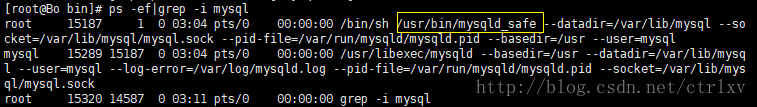 [root@Bo bin]# ps -ef|grep -i mysql
root     15187     1  0 03:04 pts/0    00:00:00 /bin/sh /usr/bin/mysqld_safe --datadir=/var/lib/mysql --so
cket=/var/lib/mysql/mysql.sock --pid-file=/var/run/mysqld/mysqld.pid --basedir=/usr --user=mysql
mysql    15289 15187  0 03:04 pts/0    00:00:00 /usr/libexec/mysqld --basedir=/usr --datadir=/var/lib/mysq
l --user=mysql --log-error=/var/log/mysqld.log --pid-file=/var/run/mysqld/mysqld.pid --socket=/var/lib/mys
ql/mysql.sock
root     15320 14587  0 03:11 pts/0    00:00:00 grep -i mysql
http://blog.csdn.net/ctrlxv